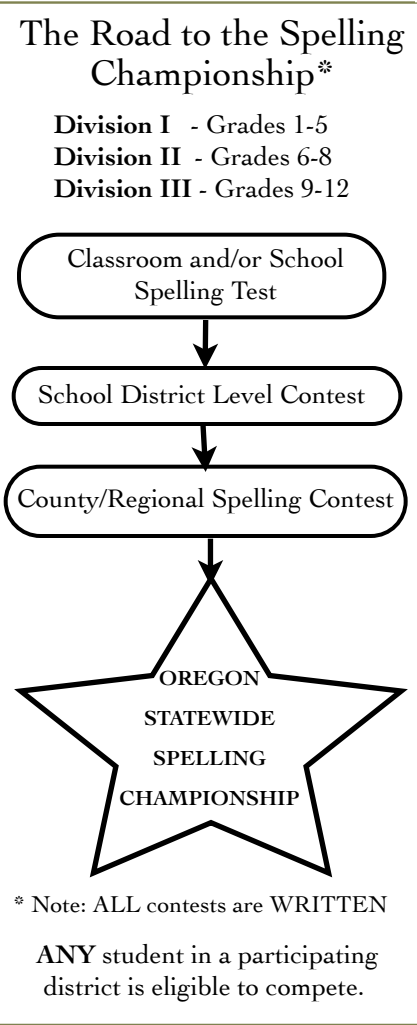 The Road to the Spelling
Championship*
Division I - Grades 1-5
Division II - Grades 6-8
Division III - Grades 9-12
Classroom and/or School
Spelling Test
School District Level Contest
County/Regional Spelling Contest
OREGON
STATEWIDE
SPELLING
CHAMPIONSHIP
* Note: ALL contests are WRITTEN
ANY student in a participating
district is eligible to compete.